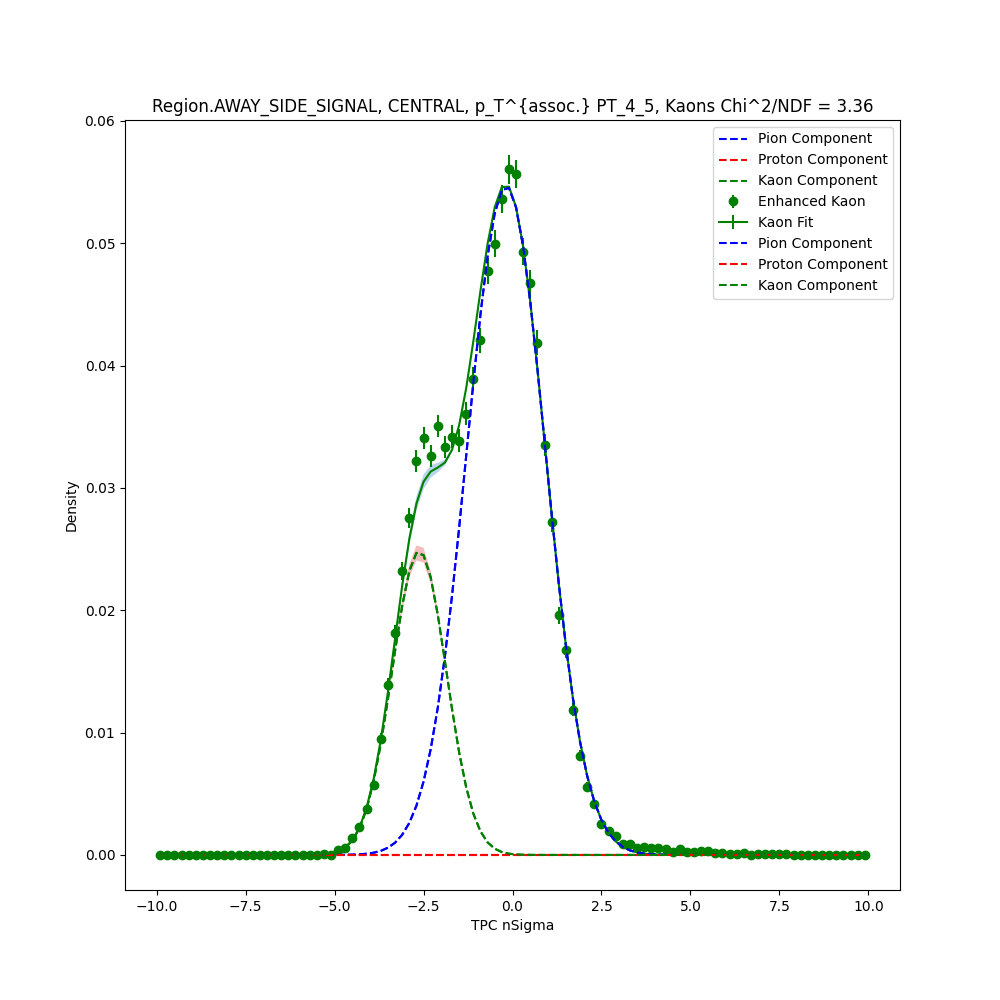 Region.AWAY_SIDE_SIGNAL, CENTRAL, p_T^{assoc.} PT_4_5, Kaons Chi^2/NDF = 3.36
Pion Component
Proton Component
Kaon Component
Enhanced Kaon
Kaon Fit
Pion Component
Proton Component
Kaon Component
0.06
0.05
0.04
0.03
0.02
0.01
0.00
Density
−10.0 −7.5 −5.0 −2.5 0.0 2.5 5.0 7.5 10.0
TPC nSigma